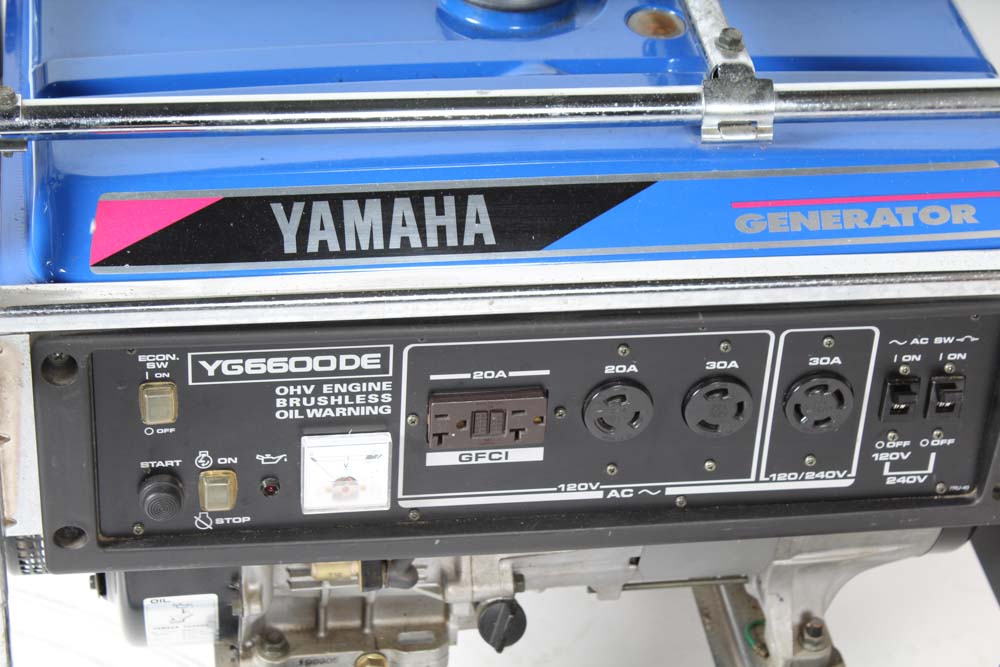 YAMAHA
GENERATOR
ECON.
SW
I ON
O OFF
YG6600DE
OHV ENGINE
BRUSHLESS
OIL WARNING
START
ON
STOP
V
20A
GFCI
20A
30A
120V
AC ~
30A
120/240V
~ AC SW
I ON
I ON
O OFF
O OFF
120V
240V
OIL